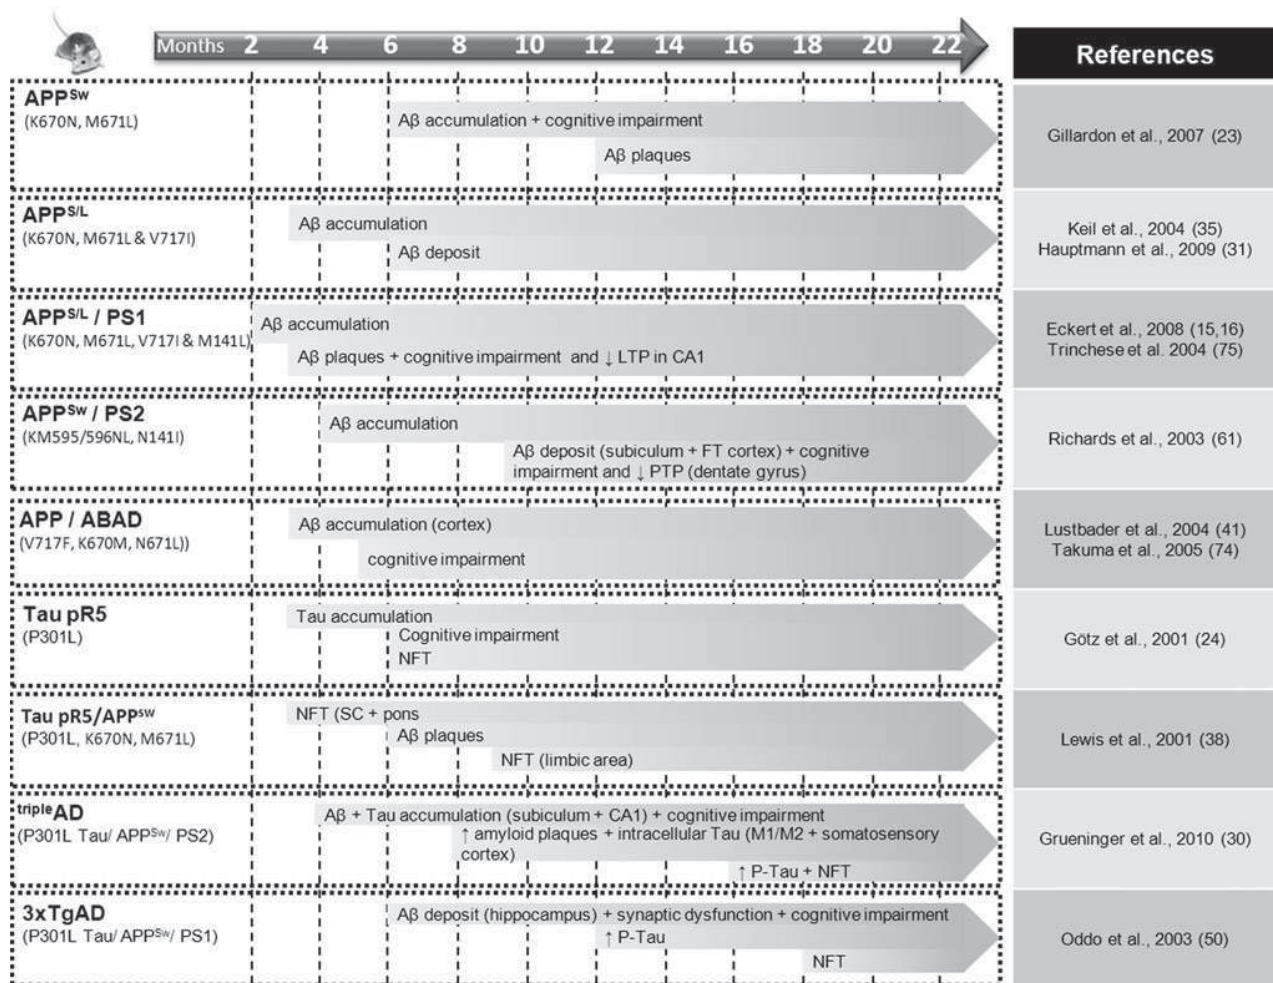 Months 2 4 6 8 10 12 14 16 18 20 22
References
APPSw
(K670N, M671L)
Aβ accumulation + cognitive impairment
Aβ plaques
Gillardon et al., 2007 (23)
APPS/L
(K670N, M671L & V717I)
Aβ accumulation
Aβ deposit
Keil et al., 2004 (35)
Hauptmann et al., 2009 (31)
APPS/L / PS1
(K670N, M671L, V717I & M141L)
Aβ accumulation
Aβ plaques + cognitive impairment and ↓ LTP in CA1
Eckert et al., 2008 (15,16)
Trinchese et al. 2004 (75)
APPSw / PS2
(KM595/596NL, N141I)
Aβ accumulation
Aβ deposit (subiculum + FT cortex) + cognitive
impairment and ↓ PTP (dentate gyrus)
Richards et al., 2003 (61)
APP / ABAD
(V717F, K670M, N671L))
Aβ accumulation (cortex)
cognitive impairment
Lustbader et al., 2004 (41)
Takuma et al., 2005 (74)
Tau pR5
(P301L)
Tau accumulation
Cognitive impairment
NFT
Götz et al., 2001 (24)
Tau pR5/APPsw
(P301L, K670N, M671L)
NFT (SC + pons
Aβ plaques
NFT (limbic area)
Lewis et al., 2001 (38)
tripleAD
(P301L Tau/ APPSw/ PS2)
Aβ + Tau accumulation (subiculum + CA1) + cognitive impairment
↑ amyloid plaques + intracellular Tau (M1/M2 + somatosensory
cortex)
↑ P-Tau + NFT
Grueninger et al., 2010 (30)
3xTgAD
(P301L Tau/ APPSw/ PS1)
Aβ deposit (hippocampus) + synaptic dysfunction + cognitive impairment
↑ P-Tau
NFT
Oddo et al., 2003 (50)